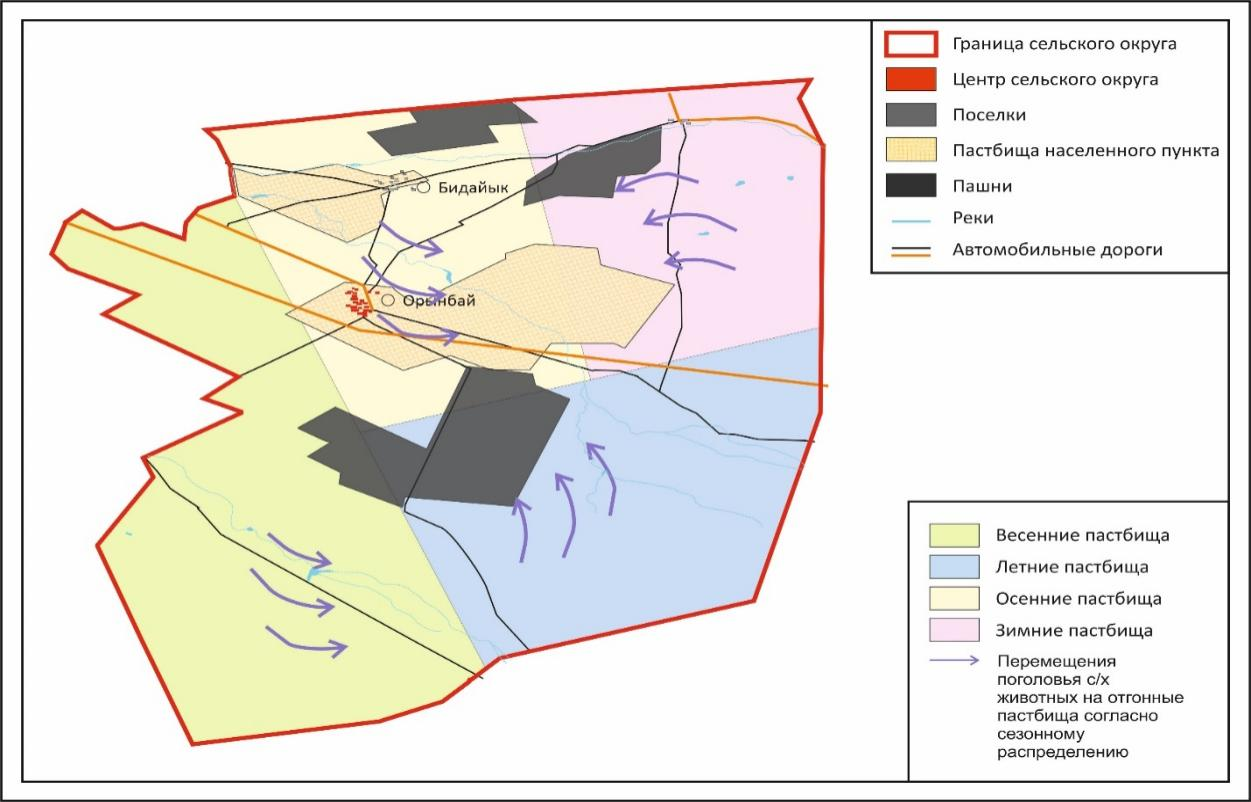 Граница сельского округа
Центр сельского округа
Поселки
Пастбища населенного пункта
Пашни
Реки
Автомобильные дороги
Бидайык
Орынбай
Весенние пастбища
Летние пастбища
Осенние пастбища
Зимние пастбища
Перемещения
поголовья с/х
животных на отгонные
пастбища согласно
сезонному
распределению